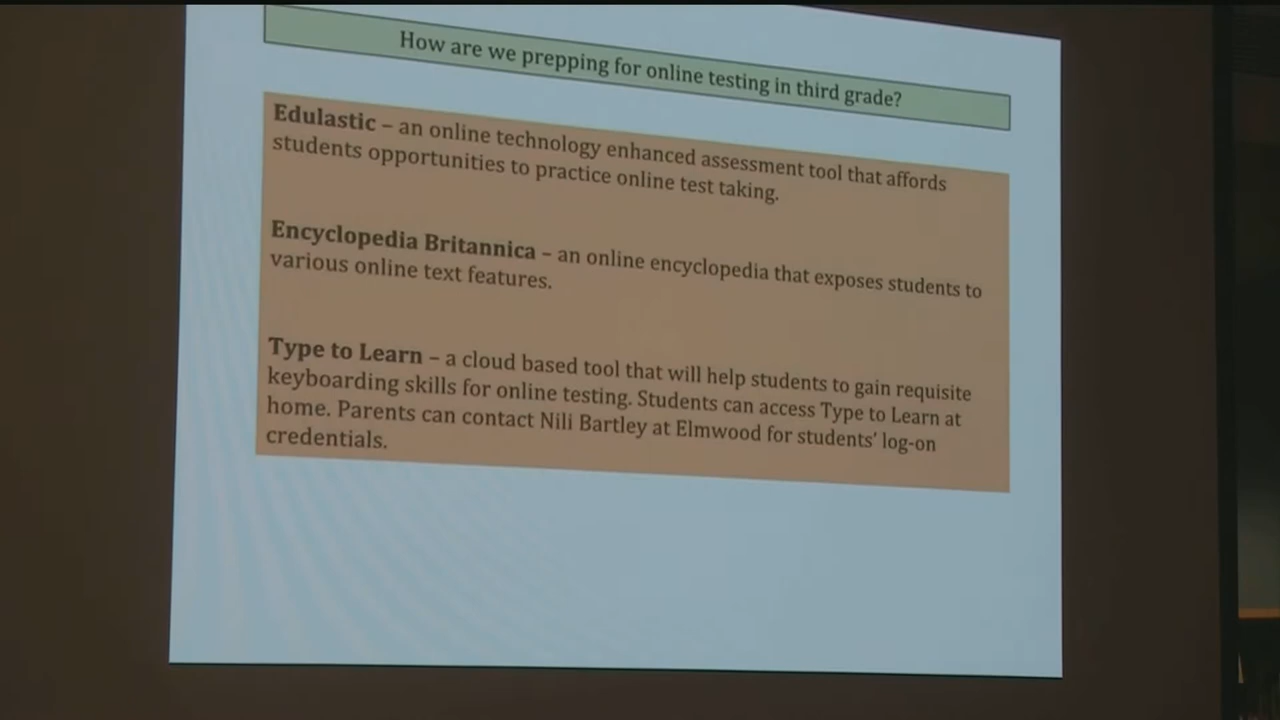 How are we prepping for online testing in third grade?
Edulastic – an online technology enhanced assessment tool that affords
students opportunities to practice online test taking.
Encyclopedia Britannica – an online encyclopedia that exposes students to
various online text features.
Type to Learn – a cloud based tool that will help students to gain requisite
keyboarding skills for online testing. Students can access Type to Learn at
home. Parents can contact Nili Bartley at Elmwood for students’ log-on
credentials.